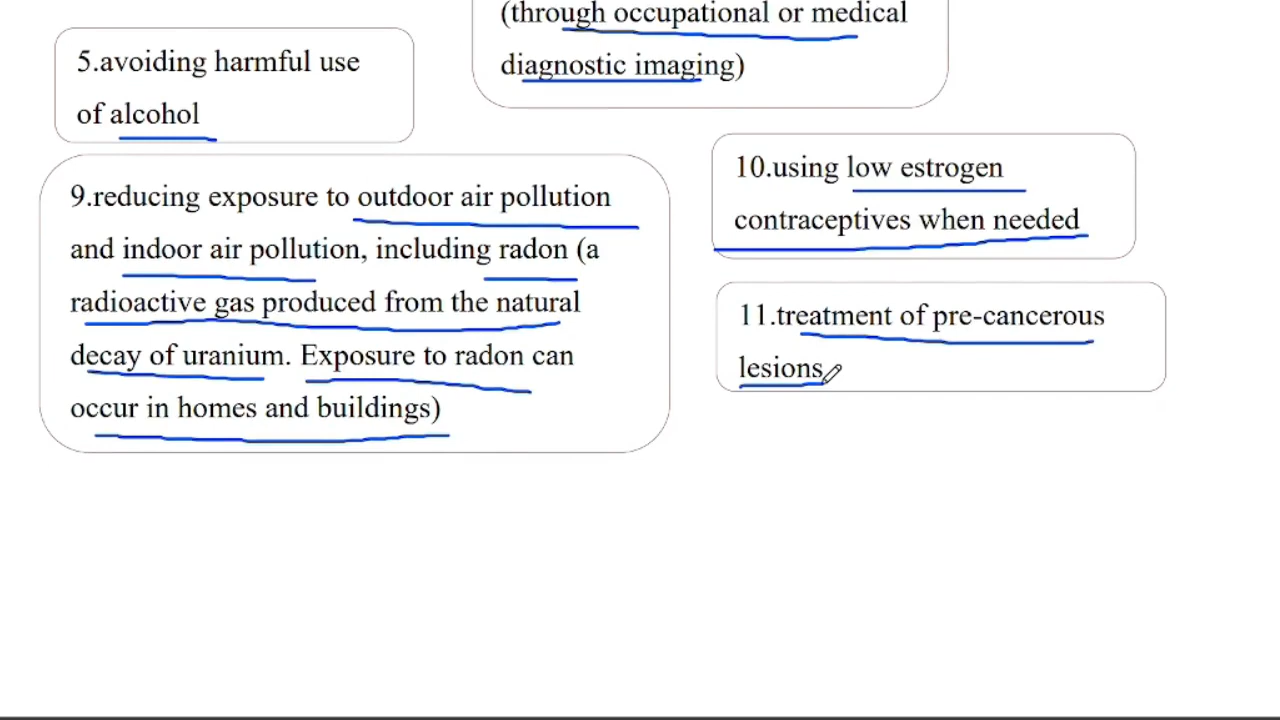 (through occupational or medical
diagnostic imaging)
5.avoiding harmful use
of alcohol
9.reducing exposure to outdoor air pollution
and indoor air pollution, including radon (a
radioactive gas produced from the natural
decay of uranium. Exposure to radon can
occur in homes and buildings)
10.using low estrogen
contraceptives when needed
11.treatment of pre-cancerous
lesions